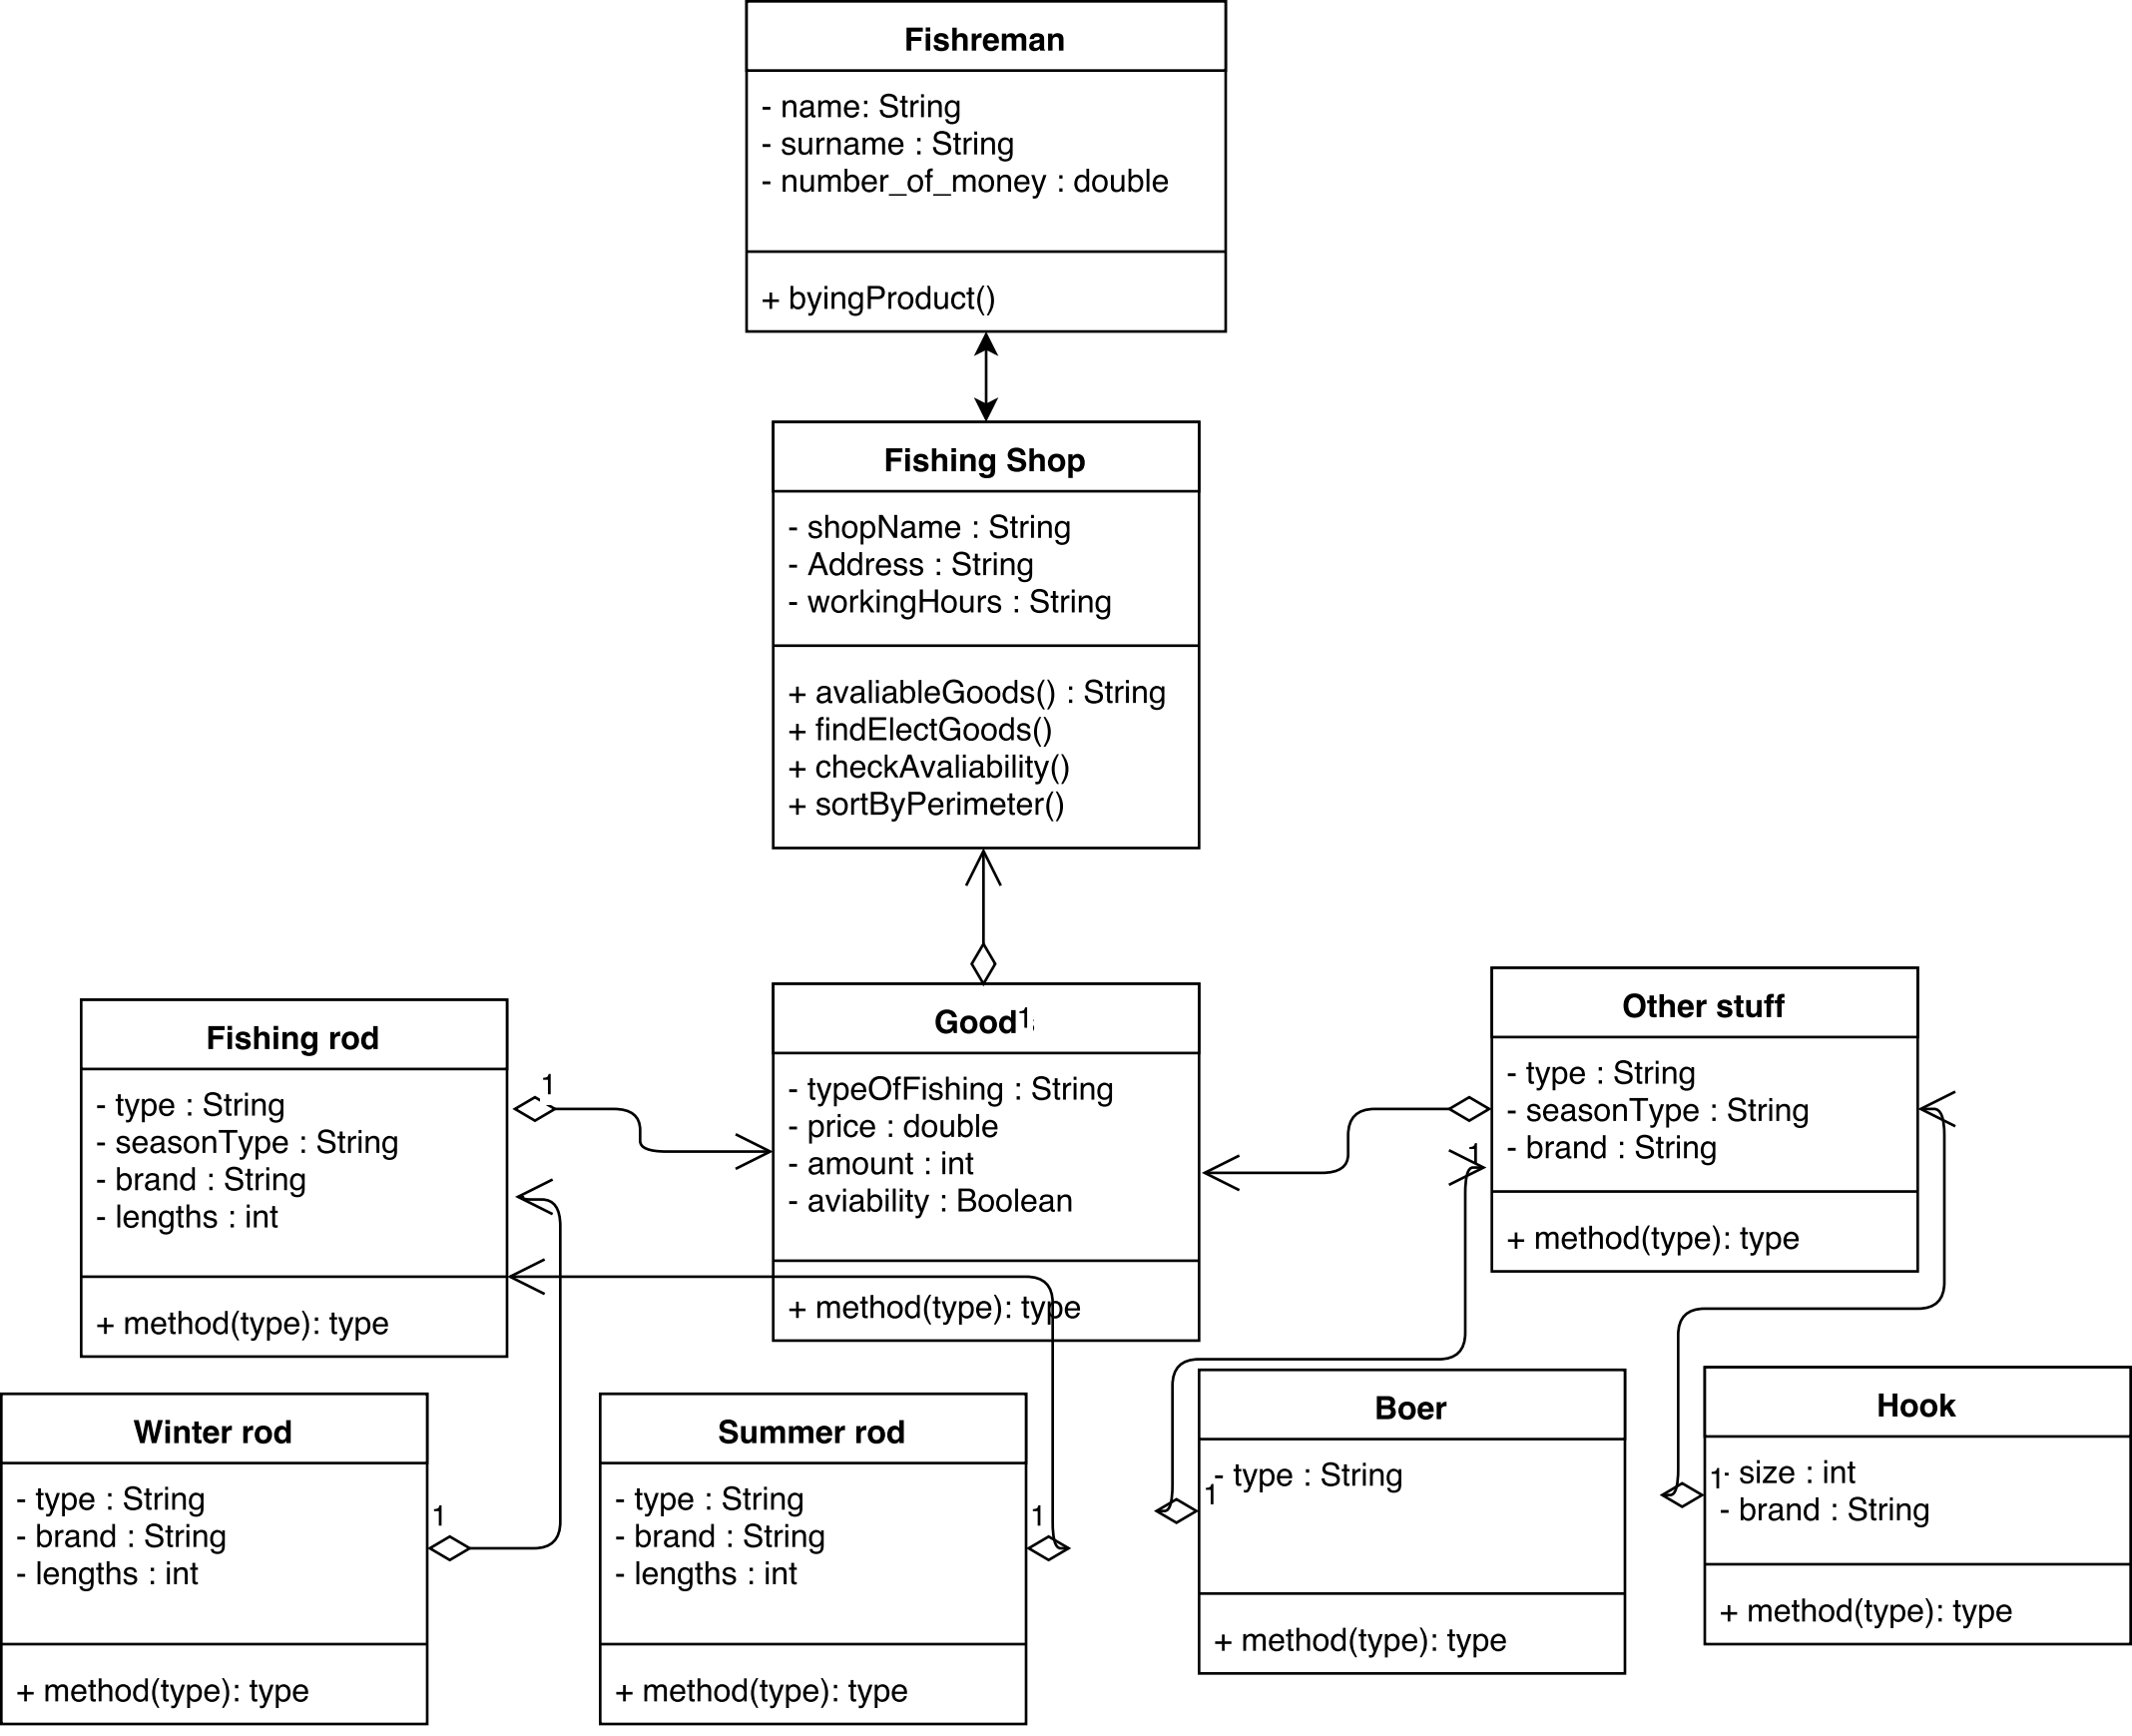 Fishreman
- name: String
- surname : String
- number_of_money : double
+ byingProduct()
Fishing Shop
- shopName : String
- Address : String
- workingHours : String
+ avaliableGoods() : String
+ findElectGoods()
+ checkAvaliability()
+ sortByPerimeter()
Good
1
- typeOfFishing : String
- price : double
- amount : int
- aviability : Boolean
+ method(type): type
Fishing rod
- type : String
- seasonType : String
- brand : String
- lengths : int
+ method(type): type
1
Other stuff
- type : String
- seasonType : String
- brand : String
+ method(type): type
1
Winter rod
- type : String
- brand : String
- lengths : int
+ method(type): type
1
Summer rod
- type : String
- brand : String
- lengths : int
+ method(type): type
1
Boer
- type : String
+ method(type): type
1
Hook
- size : int
- brand : String
+ method(type): type
1